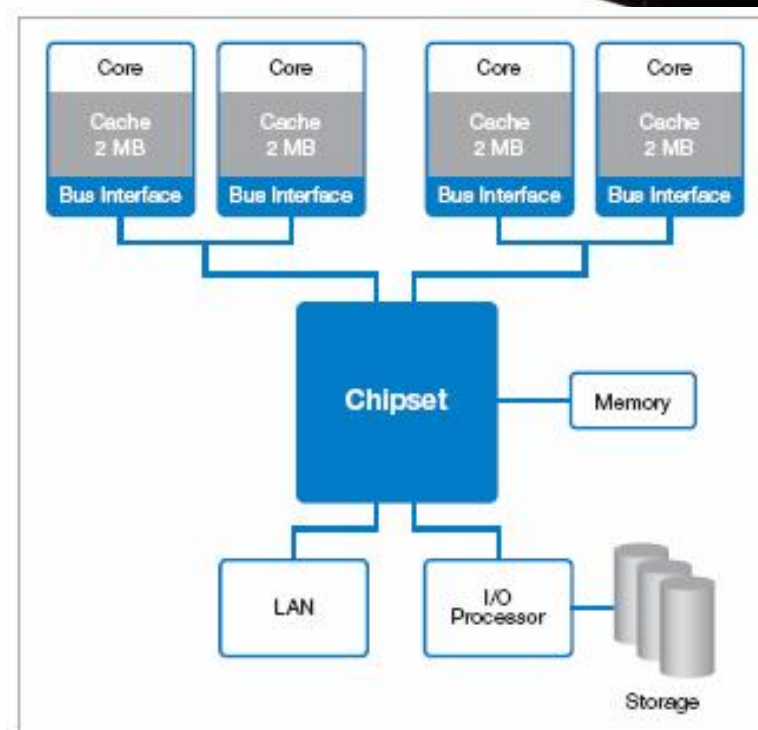 Core
Cache
2 MB
Bus Interface
Core
Cache
2 MB
Bus Interface
Core
Cache
2 MB
Bus Interface
Core
Cache
2 MB
Bus Interface
Chipset
Memory
LAN
I/O
Processor
Storage